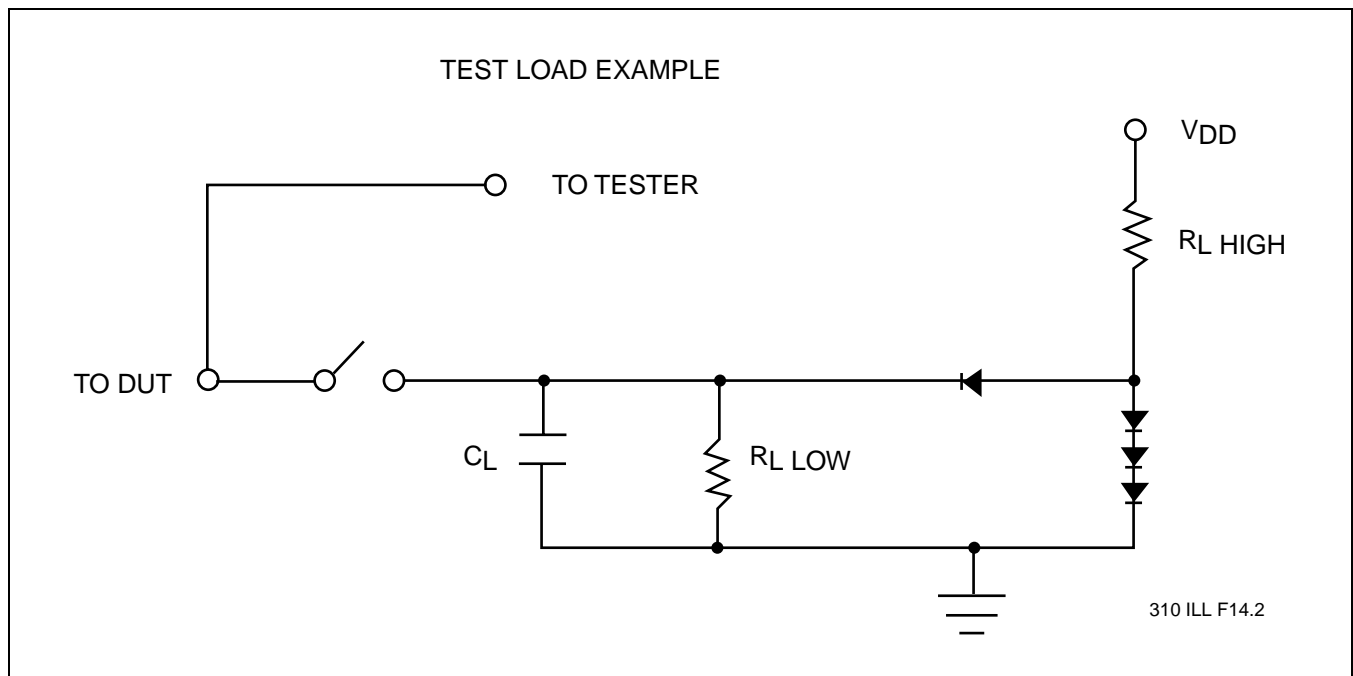 TEST LOAD EXAMPLE
VDD
TO TESTER
RL HIGH
TO DUT
CL
RL LOW
310 ILL F14.2